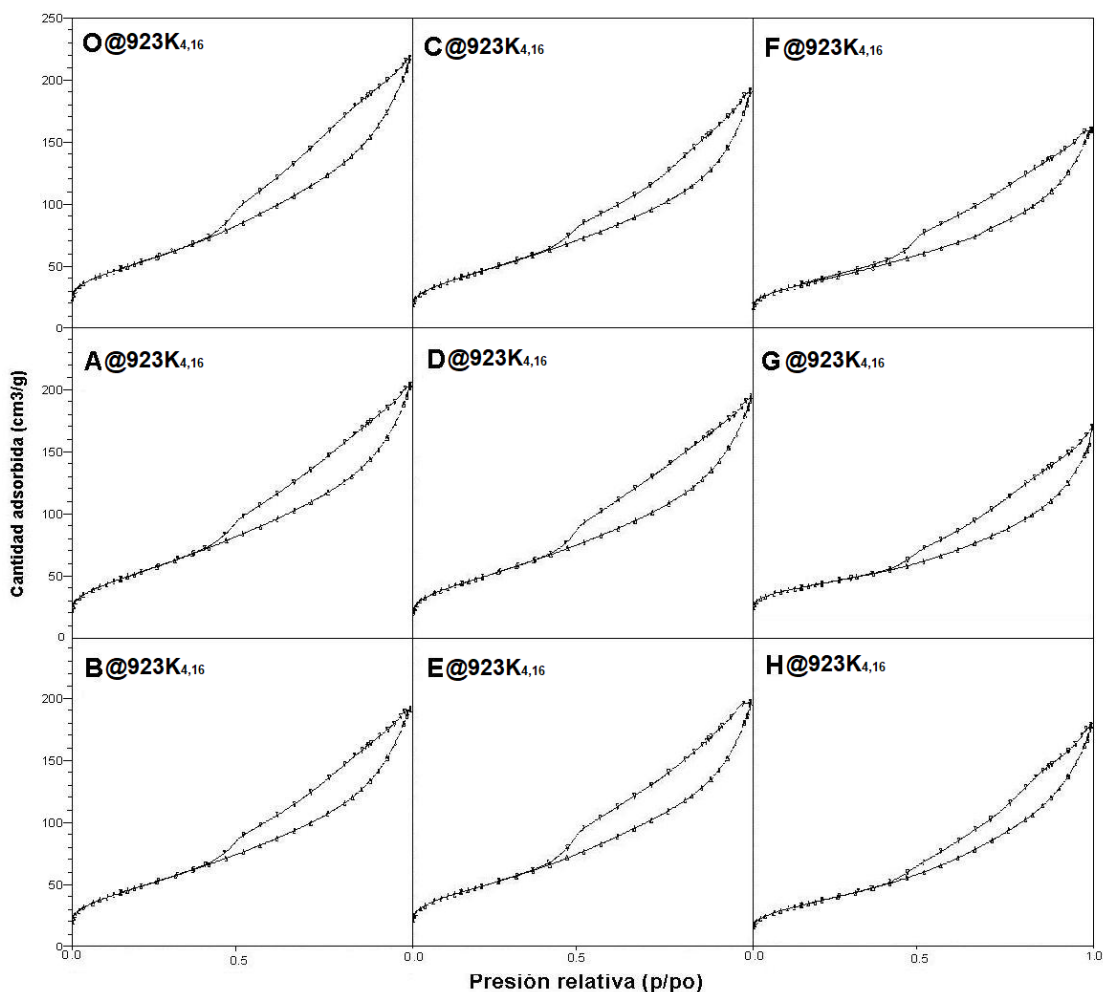 250
200
150
100
50
0
O@923K4,16
C@923K4,16
F@923K4,16
200
150
100
50
0
A@923K4,16
D@923K4,16
G@923K4,16
200
150
100
50
0
B@923K4,16
E@923K4,16
H@923K4,16
Cantidad adsorbida (cm3/g)
0.0 0.5 0.0 0.5 0.0 0.5 1.0
Presión relativa (p/po)